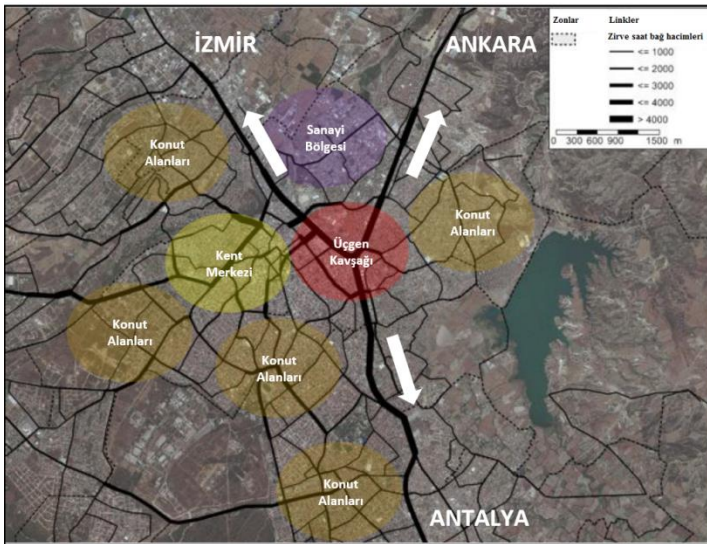 İZMİR
ANKARA
Zonlar
Linkler
Zirve saat bağ hacimleri
<= 1000
<= 2000
<= 3000
<= 4000
> 4000
0 300 600 900 1500 m
Sanayi
Bölgesi
Konut
Alanları
Konut
Alanları
Üçgen
Kavşağı
Kent
Merkezi
Konut
Alanları
Konut
Alanları
Konut
Alanları
ANTALYA